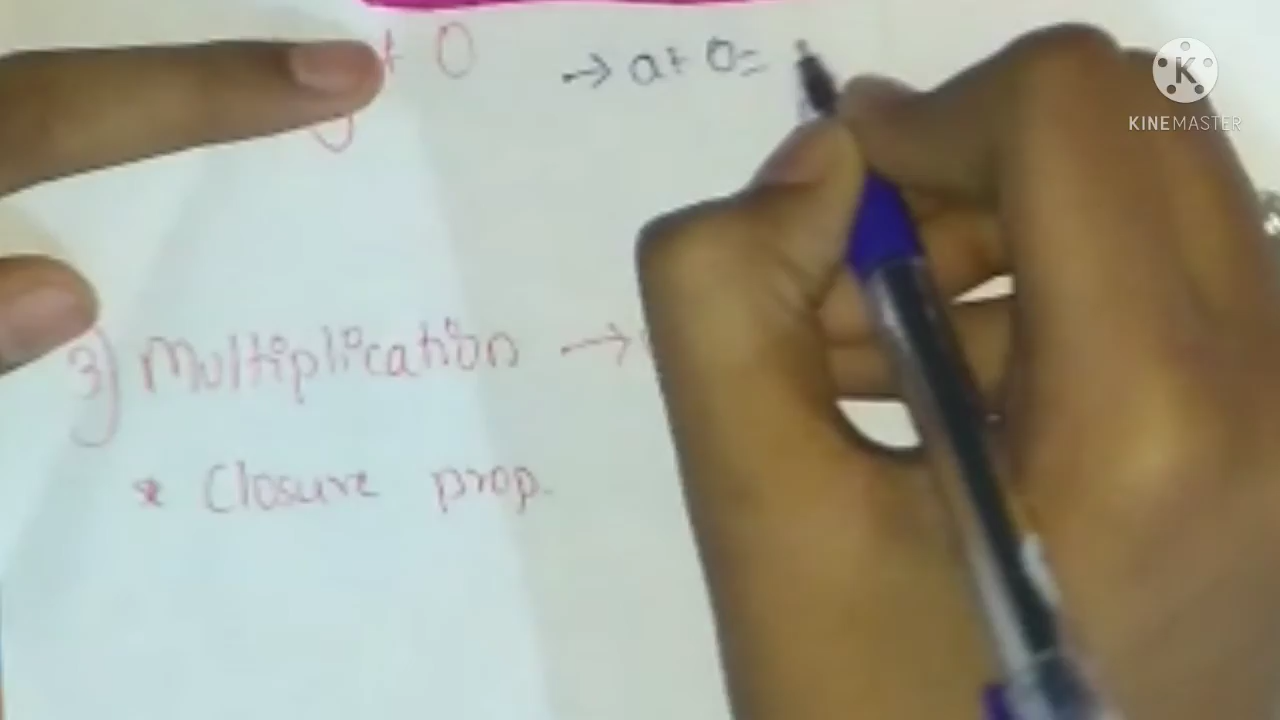 + 0 → a + 0 =
3) Multiplication →
* Closure prop.
KINEMASTER